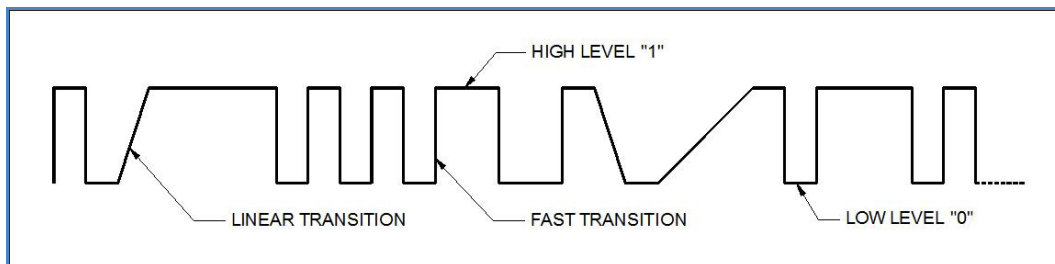 HIGH LEVEL "1"
LINEAR TRANSITION
FAST TRANSITION
LOW LEVEL "0"